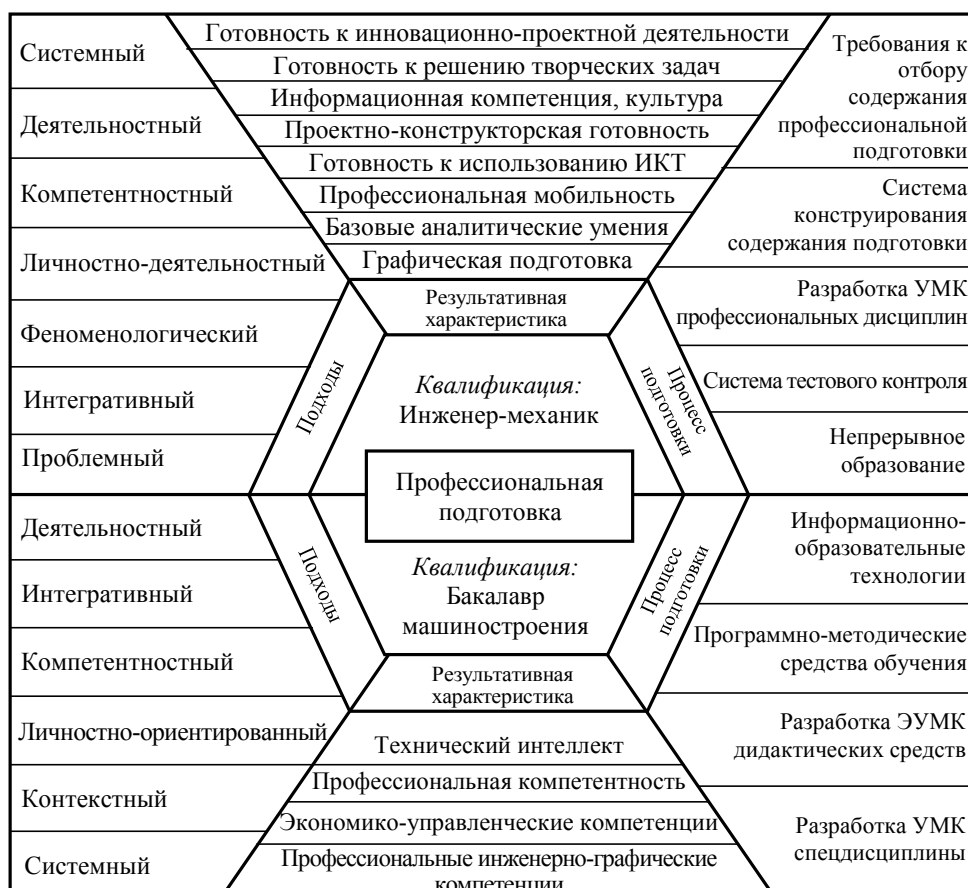 Системный
Деятельностный
Компетентностный
Личностно-деятельностный
Феноменологический
Интегративный
Проблемный
Готовность к инновационно-проектной деятельности
Готовность к решению творческих задач
Информационная компетенция, культура
Проектно-конструкторская готовность
Готовность к использованию ИКТ
Профессиональная мобильность
Базовые аналитические умения
Графическая подготовка
Результативная
характеристика
Требования к
отбору
содержания
профессиональной
подготовки
Система
конструирования
содержания подготовки
Разработка УМК
профессиональных дисциплин
Система тестового контроля
Непрерывное
образование
Подходы
Квалификация:
Инженер-механик
Процесс
подготовки
Профессиональная
подготовка
Деятельностный
Интегративный
Компетентностный
Личностно-ориентированный
Контекстный
Системный
Подходы
Квалификация:
Бакалавр
машиностроения
Процесс
подготовки
Результативная
характеристика
Технический интеллект
Профессиональная компетентность
Экономико-управленческие компетенции
Профессиональные инженерно-графические
компетенции
Информационно-
образовательные
технологии
Программно-методические
средства обучения
Разработка ЭУМК
дидактических средств
Разработка УМК
спецдисциплины